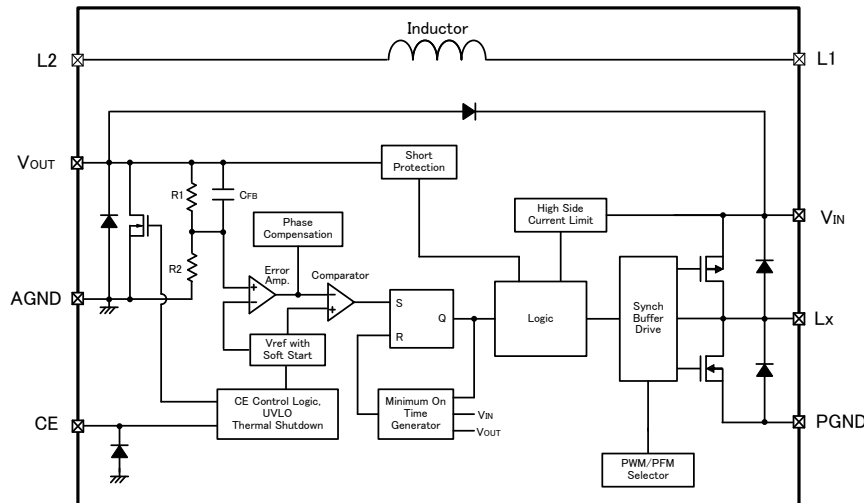 Inductor
L2
L1
VOUT
Short
Protection
R1
CFB
High Side
Current Limit
VIN
Phase
Compensation
R2
Error
Amp.
Comparator
AGND
S
Q
R
Logic
Synch
Buffer
Drive
Lx
Vref with
Soft Start
CE Control Logic,
UVLO
Thermal Shutdown
Minimum On
Time
Generator
VIN
VOUT
CE
PGND
PWM/PFM
Selector